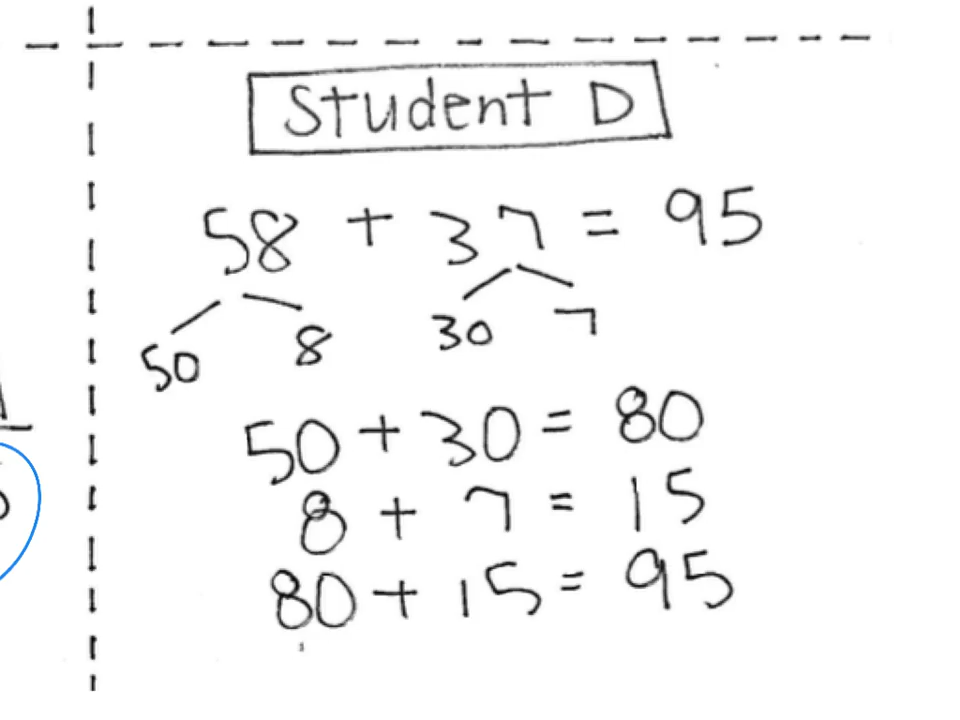 Student D
58 + 37 = 95
50 8 30 7
50 + 30 = 80
8 + 7 = 15
80 + 15 = 95